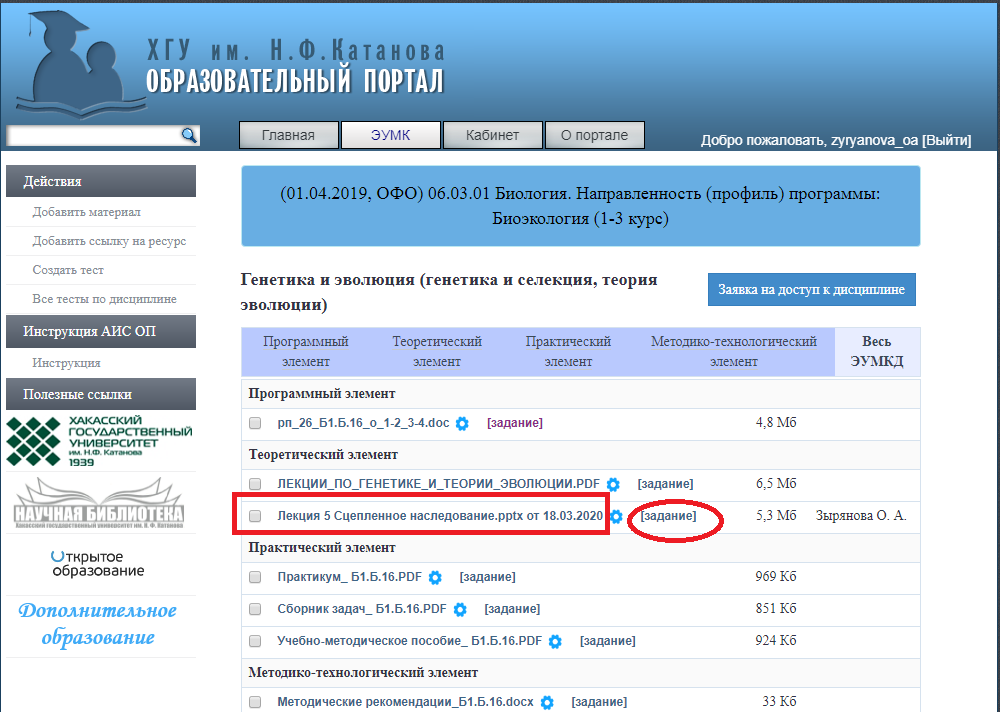 ХГУ им. Н.Ф.Катанова
ОБРАЗОВАТЕЛЬНЫЙ ПОРТАЛ
Главная
ЭУМК
Кабинет
О портале
Добро пожаловать, zyryanova_oa [Выйти]
Действия
Добавить материал
Добавить ссылку на ресурс
Создать тест
Все тесты по дисциплине
Инструкция АИС ОП
Инструкция
Полезные ссылки
ХАКАССКИЙ
ГОСУДАРСТВЕННЫЙ
УНИВЕРСИТЕТ
им. Н.Ф. Катанова
1939
НАУЧНАЯ БИБЛИОТЕКА
Хакасский государственный университет им. Н. Ф. Катанова
Открытое
образование
Дополнительное
образование
(01.04.2019, ОФО) 06.03.01 Биология. Направленность (профиль) программы:
Биоэкология (1-3 курс)
Генетика и эволюция (генетика и селекция, теория
эволюции)
Заявка на доступ к дисциплине
Программный
элемент
Теоретический
элемент
Практический
элемент
Методико-технологический
элемент
Весь
ЭУМКД
Программный элемент
рп_26_Б1.Б.16_о_1-2_3-4.doc [задание] 4,8 Мб
Теоретический элемент
ЛЕКЦИИ_ПО_ГЕНЕТИКЕ_И_ТЕОРИИ_ЭВОЛЮЦИИ.PDF [задание] 6,5 Мб
Лекция 5 Сцепленное наследование.pptx от 18.03.2020 [задание] 5,3 Мб Зырянова О. А.
Практический элемент
Практикум_ Б1.Б.16.PDF [задание] 969 Кб
Сборник задач_ Б1.Б.16.PDF [задание] 851 Кб
Учебно-методическое пособие_ Б1.Б.16.PDF [задание] 924 Кб
Методико-технологический элемент
Методические рекомендации_Б1.Б.16.docx [задание] 33 Кб